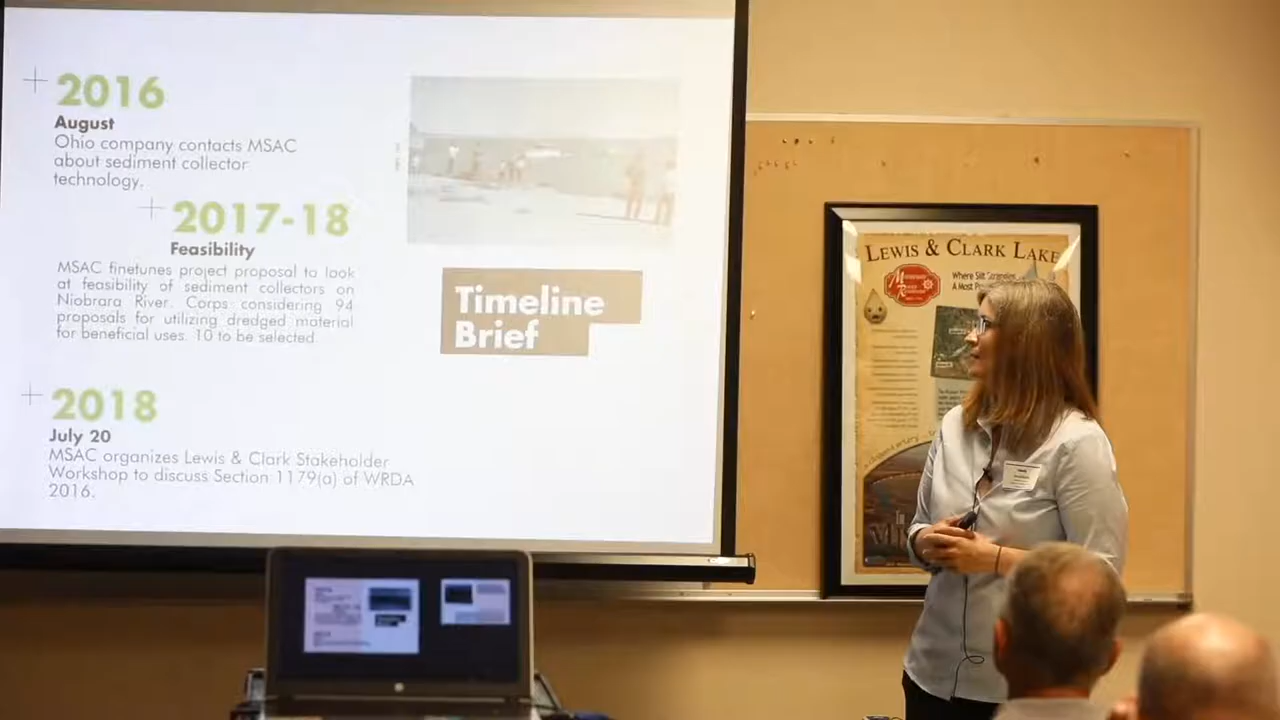 2016
August
Ohio company contacts MSAC
about sediment collector
technology.
2017-18
Feasibility
MSAC finetunes project proposal to look
at feasibility of sediment collectors on
Niobrara River. Corps considering 94
proposals for utilizing dredged material
for beneficial uses. 10 to be selected.
2018
July 20
MSAC organizes Lewis & Clark Stakeholder
Workshop to discuss Section 1179(a) of WRDA
2016.
Timeline
Brief
LEWIS & CLARK LAKE
Where Silt
A Most